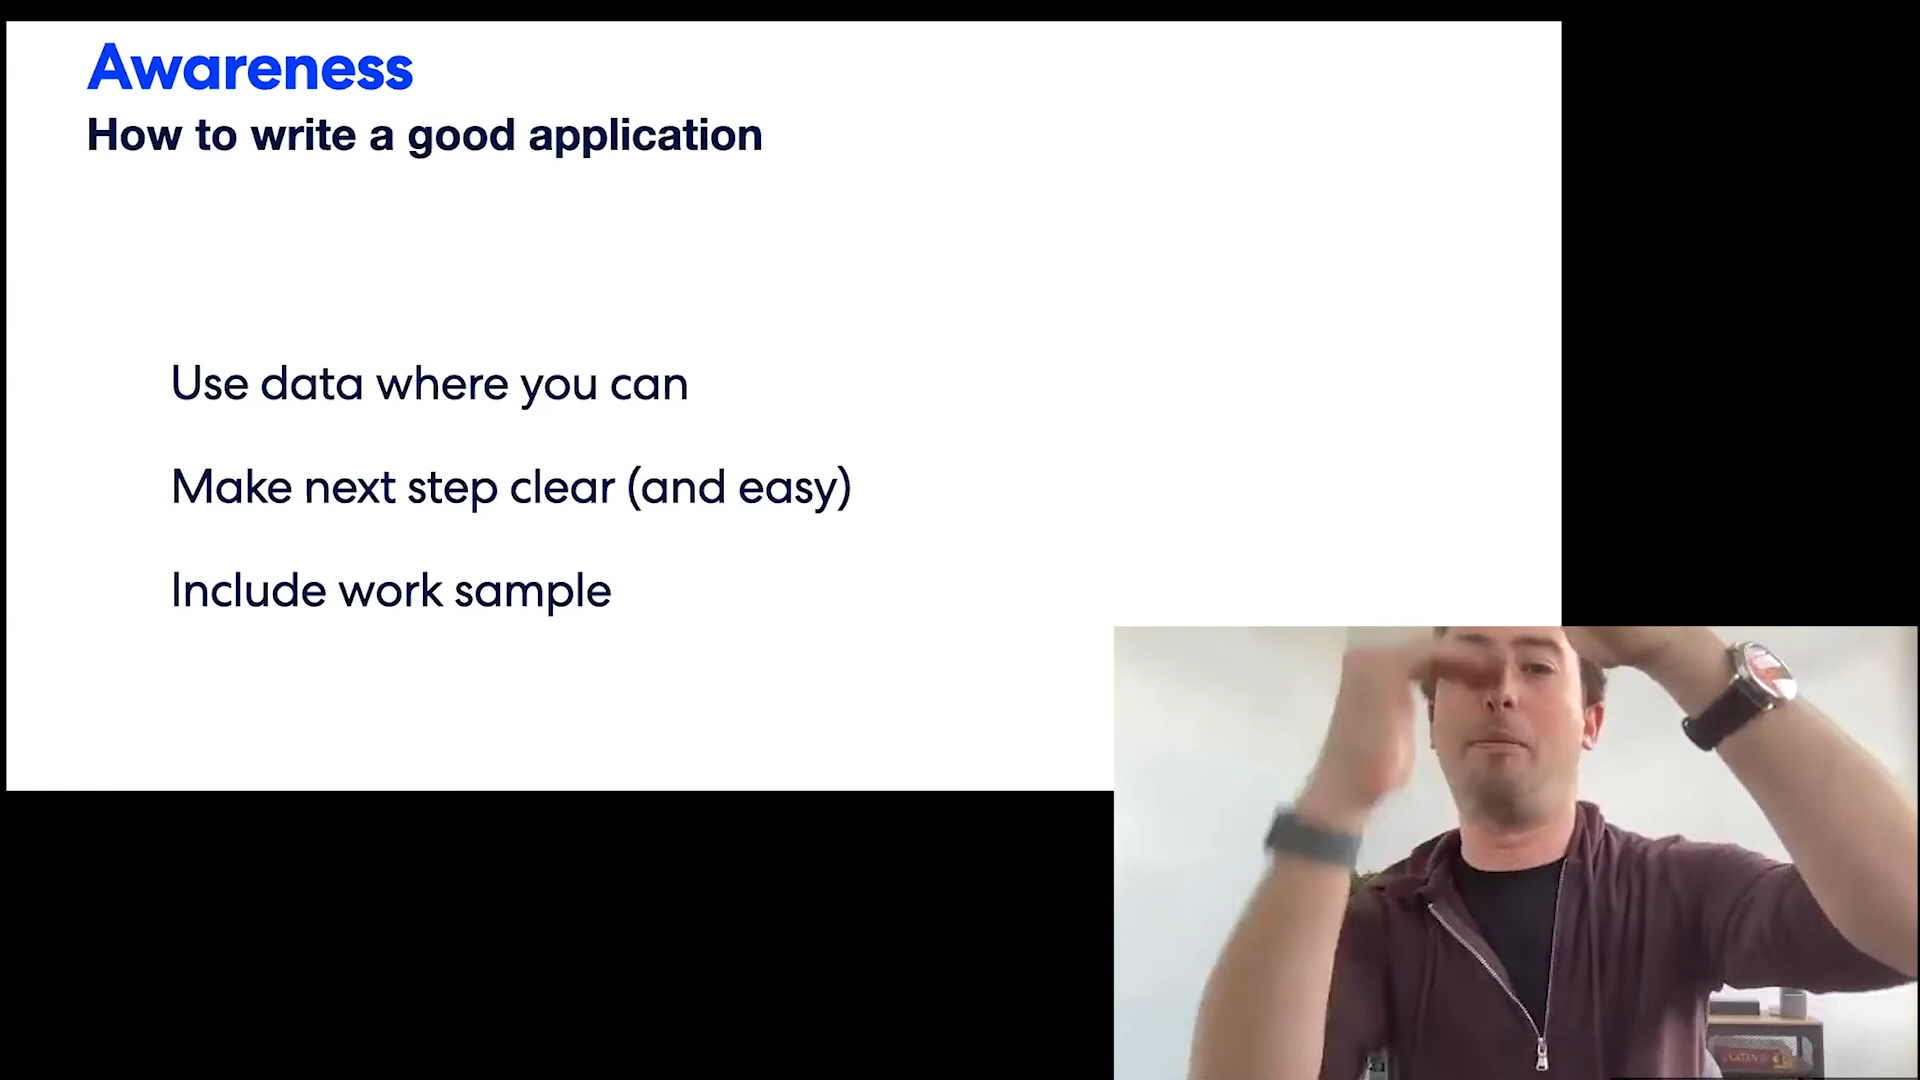 Awareness
How to write a good application
Use data where you can
Make next step clear (and easy)
Include work sample